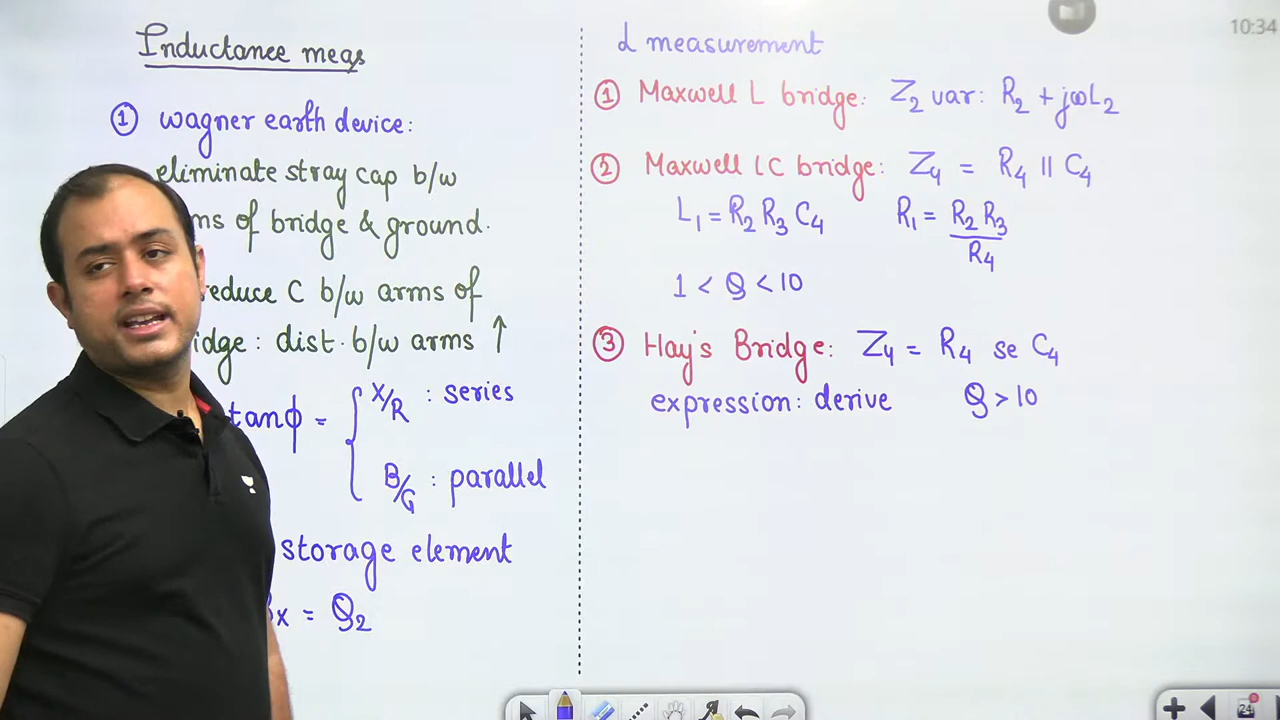 Inductance meas
① wagner earth device:
eliminate stray cap b/w
ms of bridge & ground.
reduce C b/w arms of
idge: dist. b/w arms ↑
tanϕ = { X/R : series
B/G : parallel
storage element
x = Q₂
L measurement
① Maxwell L bridge: Z₂ var: R₂ + jωL₂
② Maxwell LC bridge: Z₄ = R₄ || C₄
L₁ = R₂ R₃ C₄ R₁ = R₂ R₃ / R₄
1 < Q < 10
③ Hay's Bridge: Z₄ = R₄ se C₄
expression: derive Q > 10
10:34
24